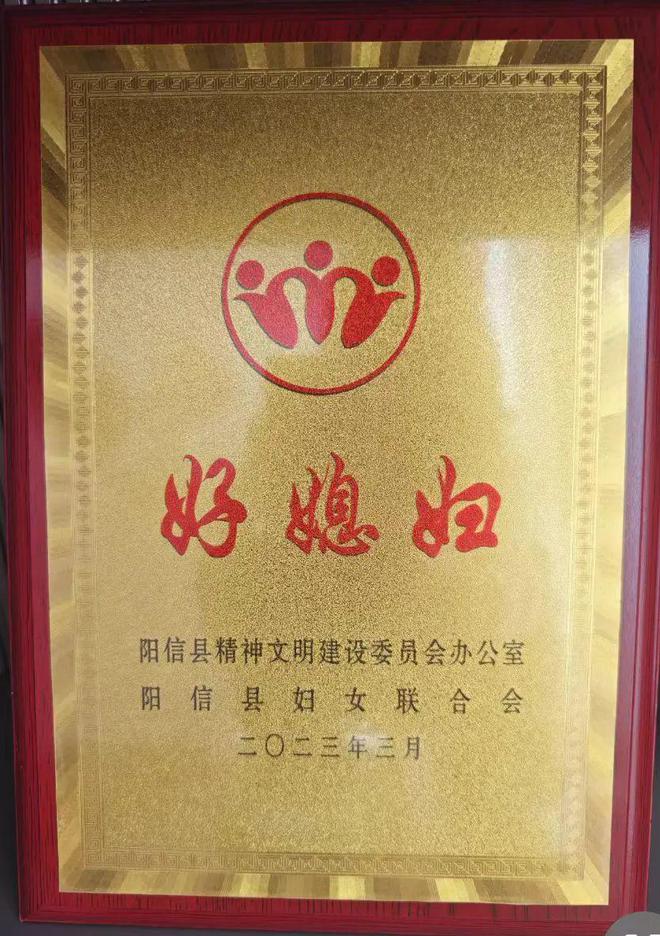 好媳妇
阳信县精神文明建设委员会办公室
阳信县妇女联合会
二〇二三年三月